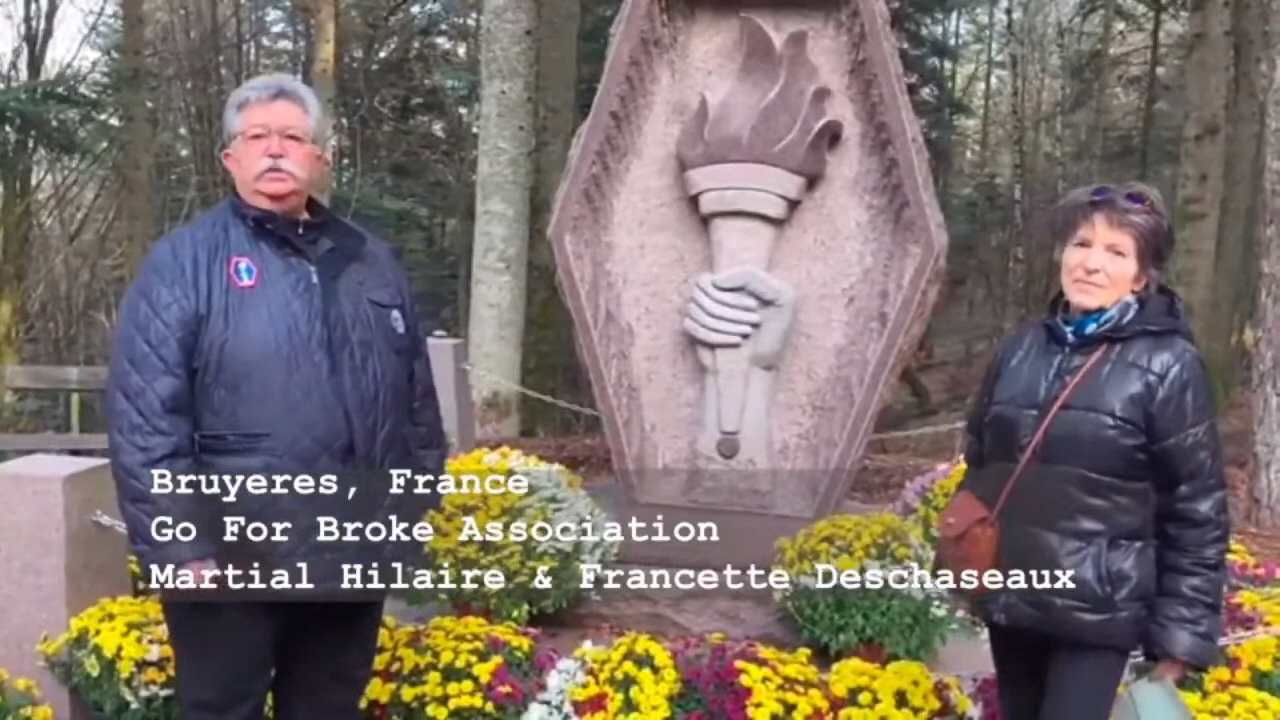 Bruyeres, France
Go For Broke Association
Martial Hilaire & Francette Deschaseaux